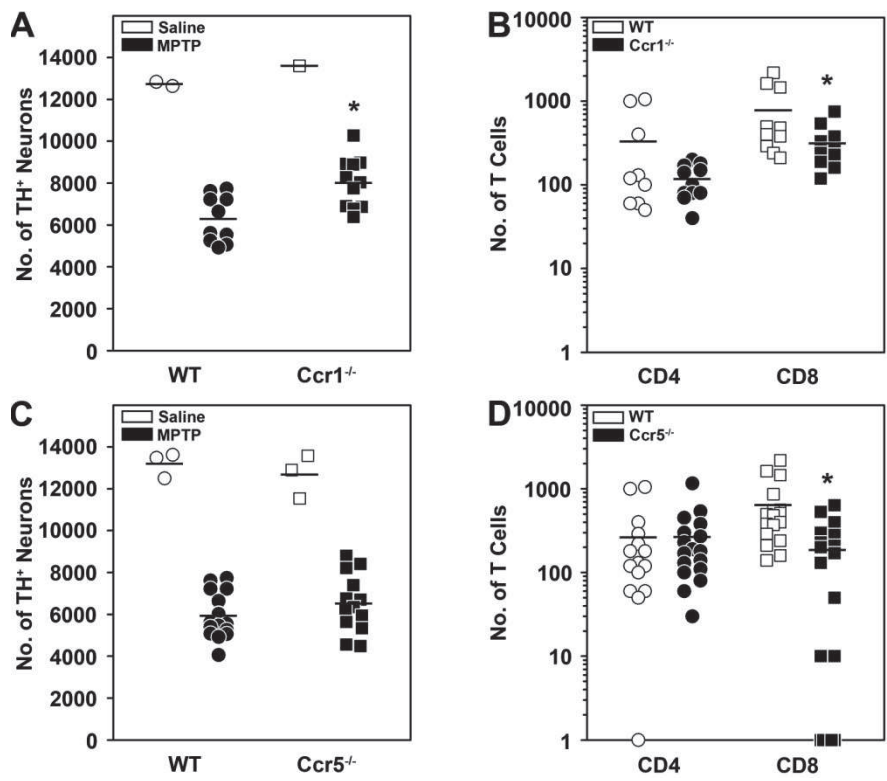 A
Saline
MPTP
No. of TH⁺ Neurons
14000
12000
10000
8000
6000
4000
2000
0
*
WT
Ccr1⁻/⁻
B
WT
Ccr1⁻/⁻
No. of T Cells
10000
1000
100
10
1
*
CD4
CD8
C
Saline
MPTP
No. of TH⁺ Neurons
14000
12000
10000
8000
6000
4000
2000
0
WT
Ccr5⁻/⁻
D
WT
Ccr5⁻/⁻
No. of T Cells
10000
1000
100
10
1
*
CD4
CD8